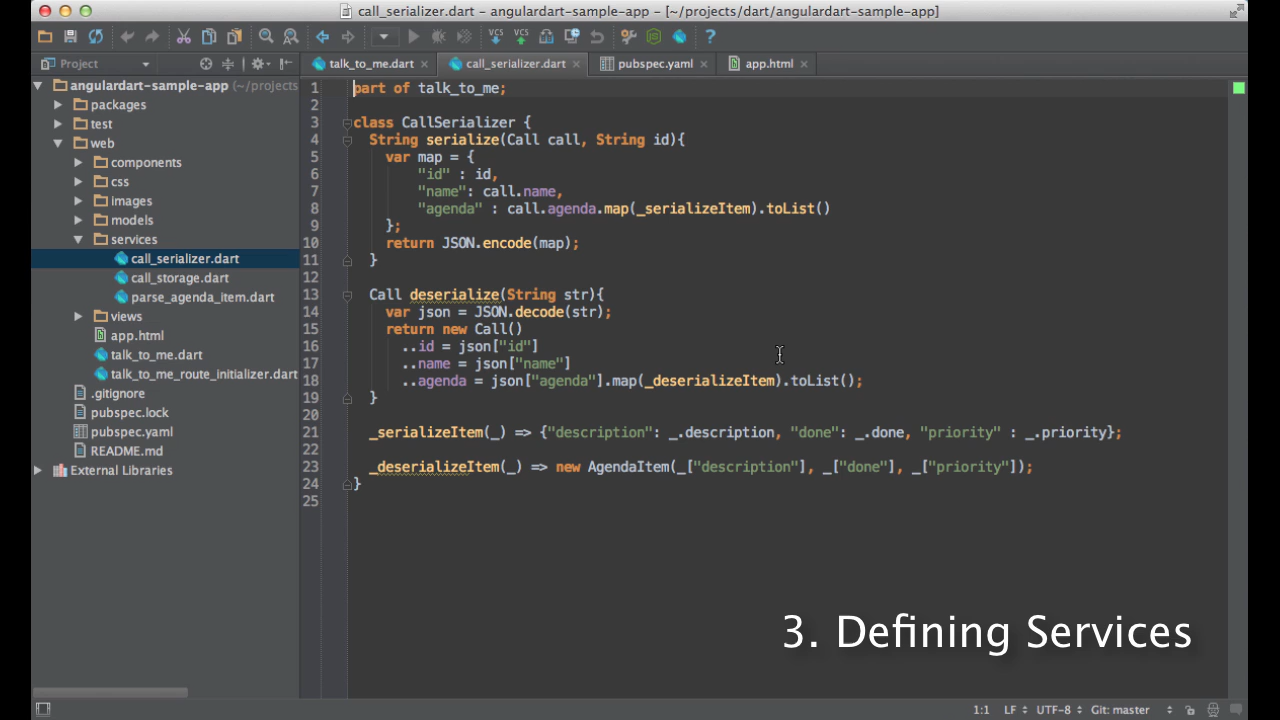 call_serializer.dart - angulardart-sample-app - [~/projects/dart/angulardart-sample-app]
VCS VCS
Project
talk_to_me.dart call_serializer.dart pubspec.yaml app.html
angulardart-sample-app (~/projects
packages
test
web
components
css
images
models
services
call_serializer.dart
call_storage.dart
parse_agenda_item.dart
views
app.html
talk_to_me.dart
talk_to_me_route_initializer.dart
.gitignore
pubspec.lock
pubspec.yaml
README.md
External Libraries
1 part of talk_to_me;
2
3 class CallSerializer {
4 String serialize(Call call, String id){
5 var map = {
6 "id" : id,
7 "name": call.name,
8 "agenda" : call.agenda.map(_serializeItem).toList()
9 };
10 return JSON.encode(map);
11 }
12
13 Call deserialize(String str){
14 var json = JSON.decode(str);
15 return new Call()
16 ..id = json["id"]
17 ..name = json["name"]
18 ..agenda = json["agenda"].map(_deserializeItem).toList();
19 }
20
21 _serializeItem(_) => {"description": _.description, "done": _.done, "priority" : _.priority};
22
23 _deserializeItem(_) => new AgendaItem(_["description"], _["done"], _["priority"]);
24 }
25
3. Defining Services
1:1 LF UTF-8 Git: master